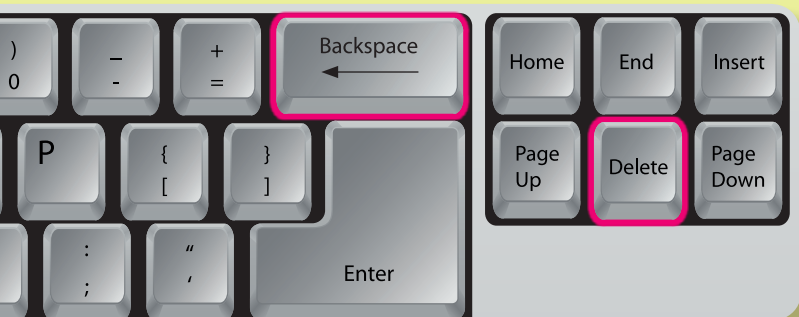 )
0
_
-
+
=
Backspace
Home
End
Insert
P
{
[
}
]
Page
Up
Delete
Page
Down
:
;
“
‘
Enter